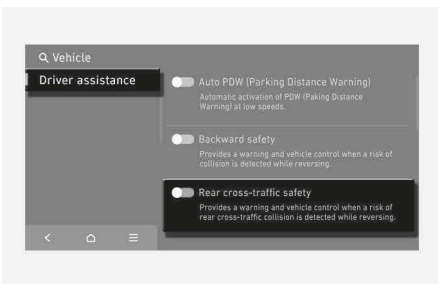 Vehicle
Driver assistance
Auto PDW (Parking Distance Warning)
Automatic activation of PDW (Paking Distance
Warning) at low speeds.
Backward safety
Provides a warning and vehicle control when a risk of
collision is detected while reversing.
Rear cross-traffic safety
Provides a warning and vehicle control when a risk of
rear cross-traffic collision is detected while reversing.